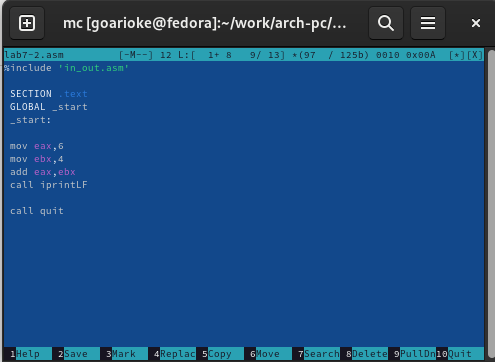 mc [goarioke@fedora]:~/work/arch-pc/...
lab7-2.asm [-M--] 12 L:[ 1+ 8 9/ 13] *(97 / 125b) 0010 0x00A [*][X]
%include 'in_out.asm'
SECTION .text
GLOBAL _start
_start:
mov eax,6
mov ebx,4
add eax,ebx
call iprintLF
call quit
1Help 2Save 3Mark 4Replac 5Copy 6Move 7Search 8Delete 9PullDn 10Quit